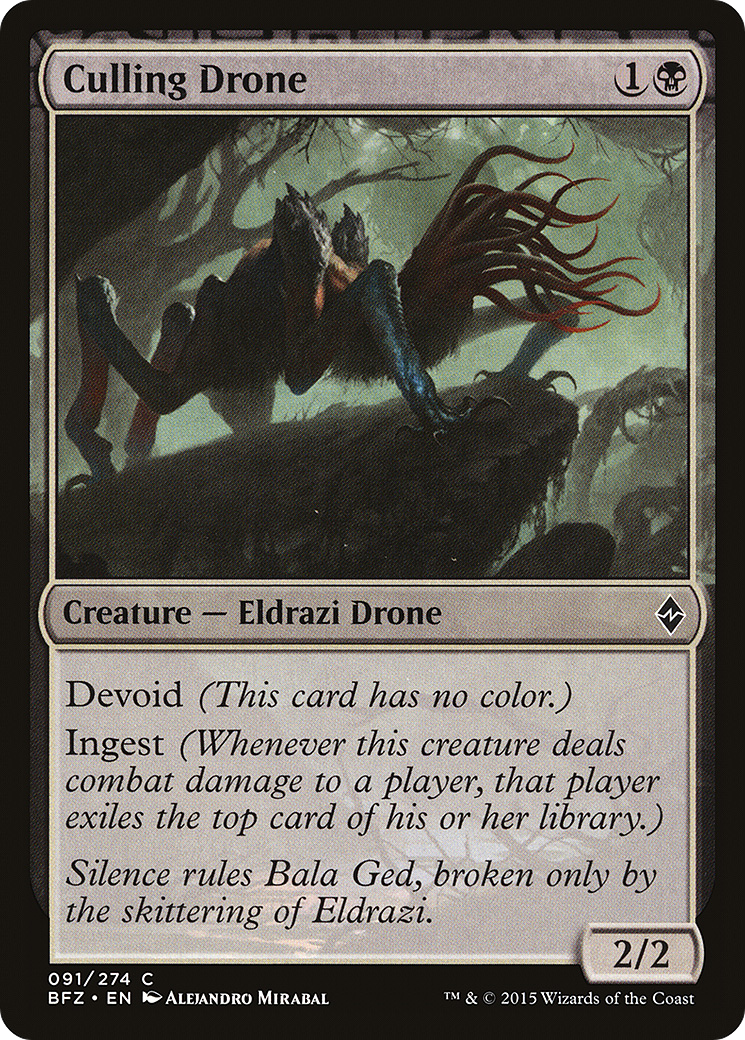 Culling Drone 1
Creature — Eldrazi Drone
Devoid (This card has no color.)
Ingest (Whenever this creature deals
combat damage to a player, that player
exiles the top card of his or her library.)
Silence rules Bala Ged, broken only by
the skittering of Eldrazi.
2/2
091/274 C
BFZ • EN Alejandro Mirabal
™ & © 2015 Wizards of the Coast